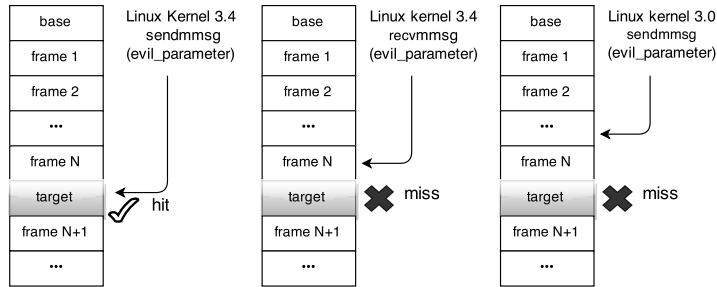 base
frame 1
frame 2
...
frame N
target
frame N+1
...
Linux Kernel 3.4
sendmmsg
(evil_parameter)
hit
base
frame 1
frame 2
...
frame N
target
frame N+1
...
Linux kernel 3.4
recvmmsg
(evil_parameter)
miss
base
frame 1
frame 2
...
frame N
target
frame N+1
...
Linux kernel 3.0
sendmmsg
(evil_parameter)
miss